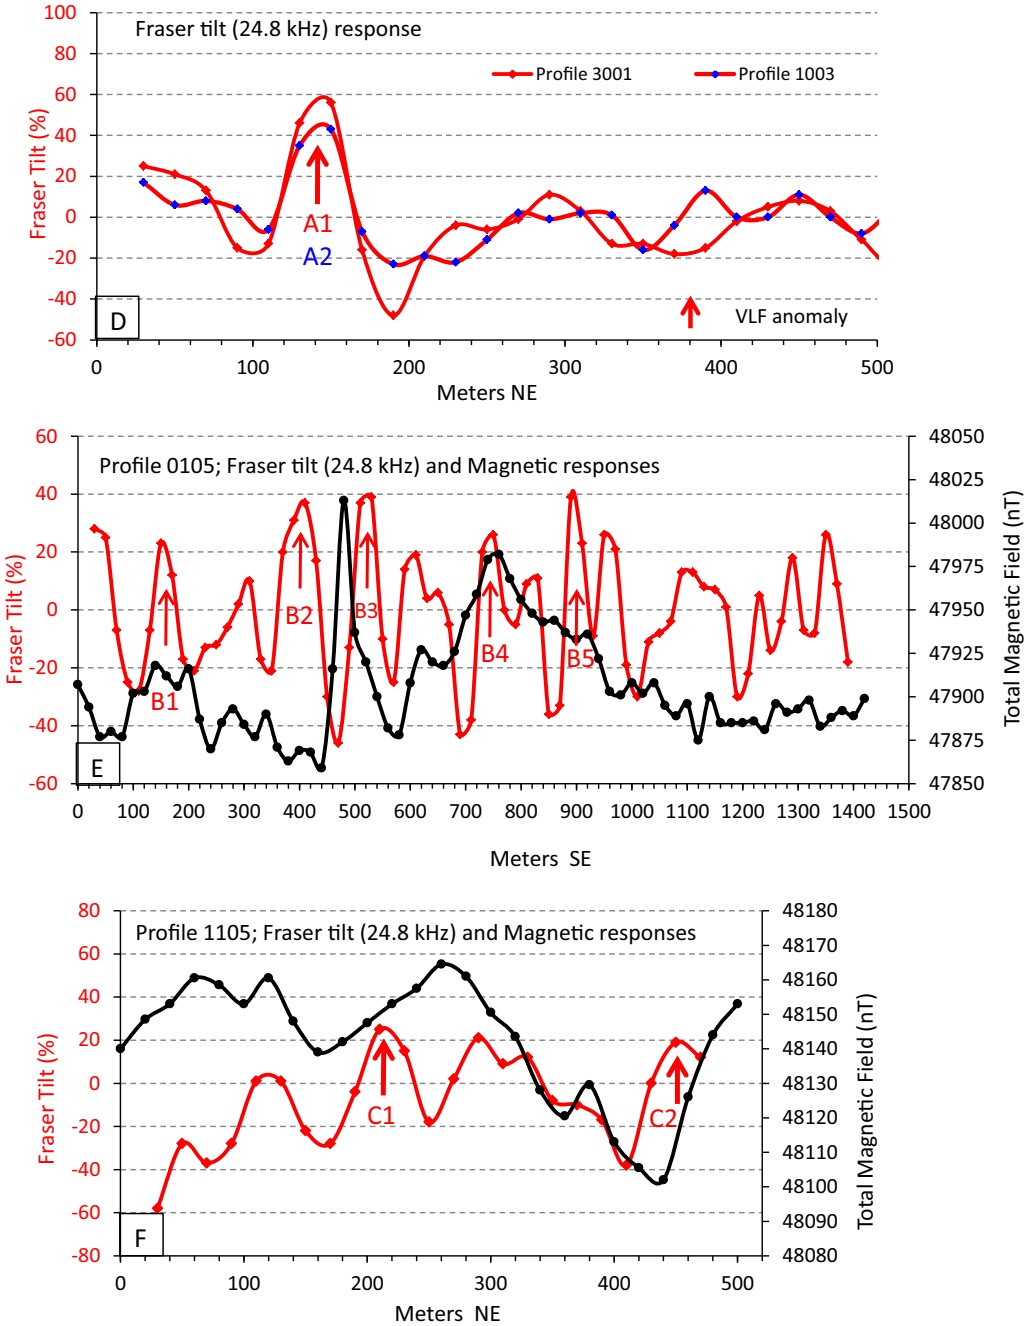 Fraser tilt (24.8 kHz) response
Profile 3001
Profile 1003
100
80
60
40
20
0
-20
-40
-60
Fraser Tilt (%)
A1
A2
VLF anomaly
D
0
100
200
300
400
500
Meters NE
Profile 0105; Fraser tilt (24.8 kHz) and Magnetic responses
60
40
20
0
-20
-40
-60
Fraser Tilt (%)
B1
B2
B3
B4
B5
E
48050
48025
48000
47975
47950
47925
47900
47875
47850
Total Magnetic Field (nT)
0
100
200
300
400
500
600
700
800
900
1000
1100
1200
1300
1400
1500
Meters SE
Profile 1105; Fraser tilt (24.8 kHz) and Magnetic responses
80
60
40
20
0
-20
-40
-60
-80
Fraser Tilt (%)
C1
C2
F
48180
48170
48160
48150
48140
48130
48120
48110
48100
48090
48080
Total Magnetic Field (nT)
0
100
200
300
400
500
Meters NE